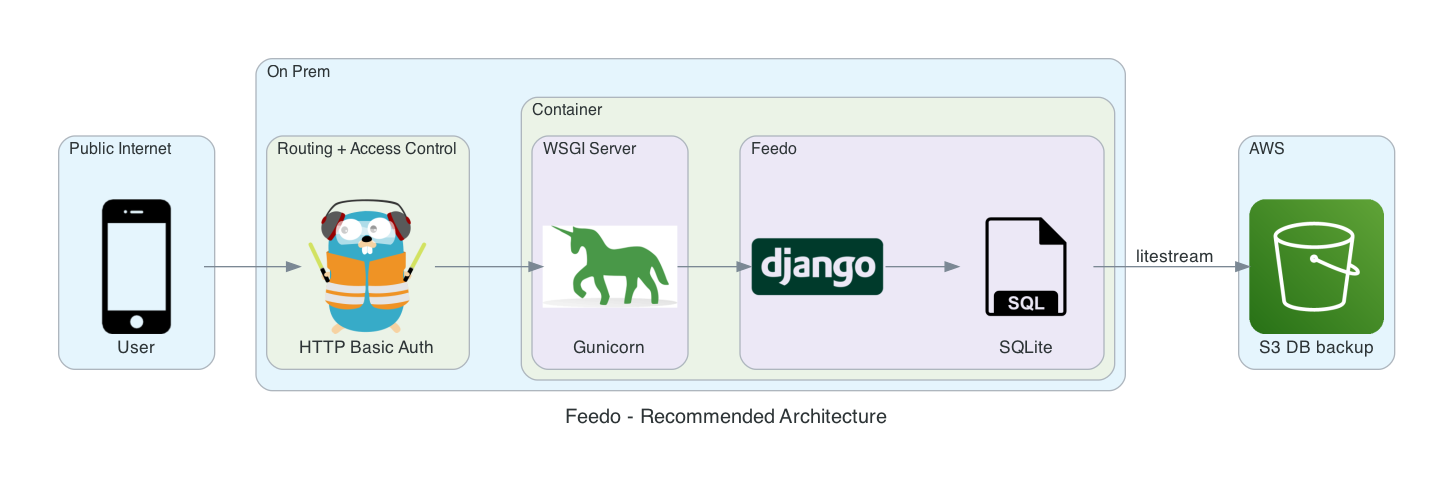 On Prem
Container
Public Internet
Routing + Access Control
WSGI Server
Feedo
AWS
django
SQL
litestream
User
HTTP Basic Auth
Gunicorn
SQLite
S3 DB backup
Feedo - Recommended Architecture